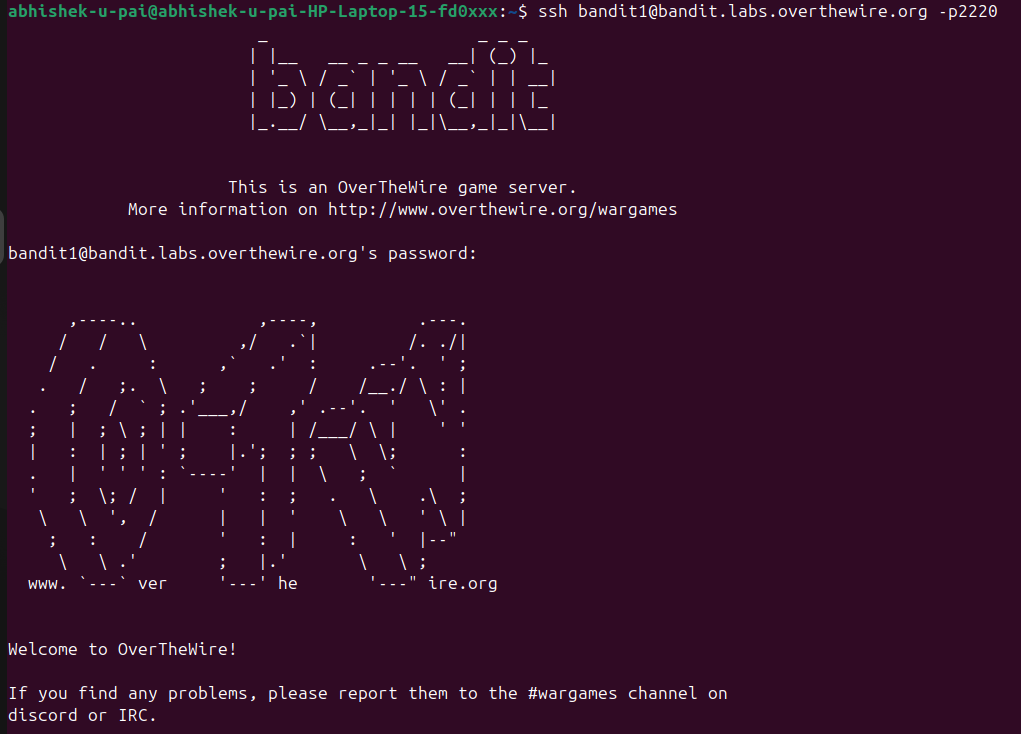 abhishek-u-pai@abhishek-u-pai-HP-Laptop-15-fd0xxx:~$ ssh bandit1@bandit.labs.overthewire.org -p2220
bandit
This is an OverTheWire game server.
More information on http://www.overthewire.org/wargames
bandit1@bandit.labs.overthewire.org's password:
www. `---` ver '---' he '---" ire.org
Welcome to OverTheWire!
If you find any problems, please report them to the #wargames channel on
discord or IRC.